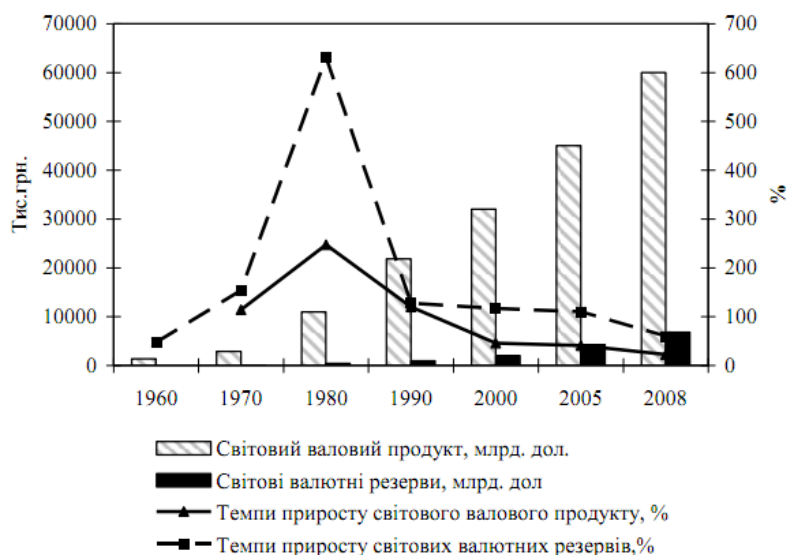 70000
60000
50000
40000
30000
20000
10000
0
Тис.грн.
700
600
500
400
300
200
100
0
%
1960 1970 1980 1990 2000 2005 2008
Світовий валовий продукт, млрд. дол.
Світові валютні резерви, млрд. дол
Темпи приросту світового валового продукту, %
Темпи приросту світових валютних резервів,%